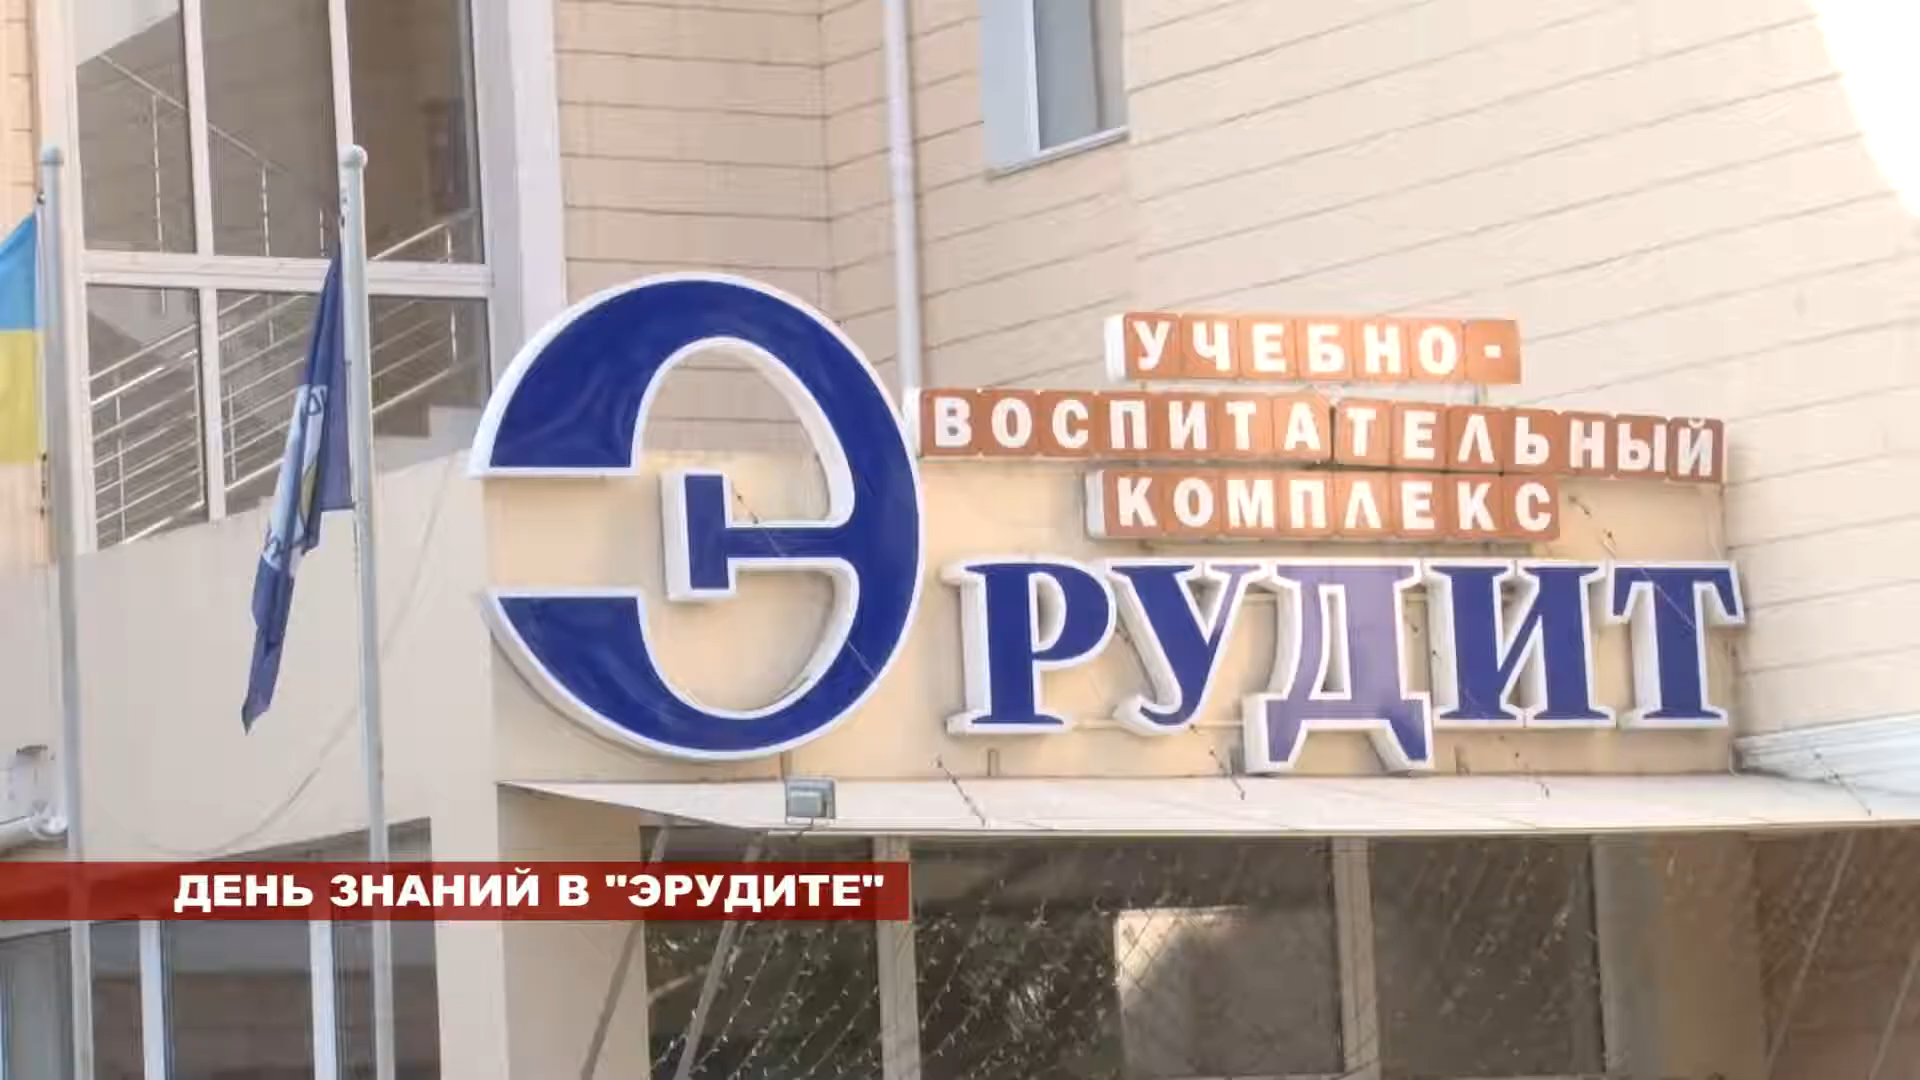 УЧЕБНО-
ВОСПИТАТЕЛЬНЫЙ
КОМПЛЕКС
ЭРУДИТ
ДЕНЬ ЗНАНИЙ В "ЭРУДИТЕ"